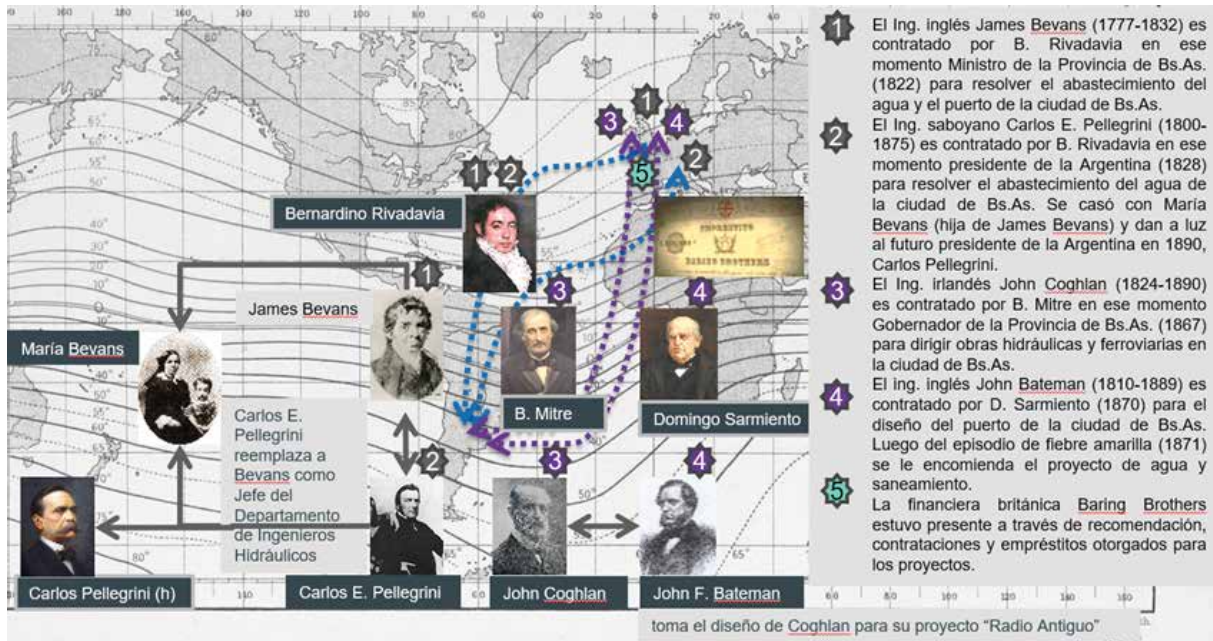 Bernardino Rivadavia
EMPRESTITO
BARING BROTHERS
James Bevans
María Bevans
B. Mitre
Domingo Sarmiento
Carlos E.
Pellegrini
reemplaza a
Bevans como
Jefe del
Departamento
de Ingenieros
Hidráulicos
Carlos Pellegrini (h)
Carlos E. Pellegrini
John Coghlan
John F. Bateman
toma el diseño de Coghlan para su proyecto “Radio Antiguo”
1
El Ing. inglés James Bevans (1777-1832) es
contratado por B. Rivadavia en ese
momento Ministro de la Provincia de Bs.As.
(1822) para resolver el abastecimiento del
agua y el puerto de la ciudad de Bs.As.
2
El Ing. saboyano Carlos E. Pellegrini (1800-
1875) es contratado por B. Rivadavia en ese
momento presidente de la Argentina (1828)
para resolver el abastecimiento del agua de
la ciudad de Bs.As. Se casó con María
Bevans (hija de James Bevans) y dan a luz
al futuro presidente de la Argentina en 1890,
Carlos Pellegrini.
3
El Ing. irlandés John Coghlan (1824-1890)
es contratado por B. Mitre en ese momento
Gobernador de la Provincia de Bs.As. (1867)
para dirigir obras hidráulicas y ferroviarias en
la ciudad de Bs.As.
4
El ing. inglés John Bateman (1810-1889) es
contratado por D. Sarmiento (1870) para el
diseño del puerto de la ciudad de Bs.As.
Luego del episodio de fiebre amarilla (1871)
se le encomienda el proyecto de agua y
saneamiento.
5
La financiera británica Baring Brothers
estuvo presente a través de recomendación,
contrataciones y empréstitos otorgados para
los proyectos.